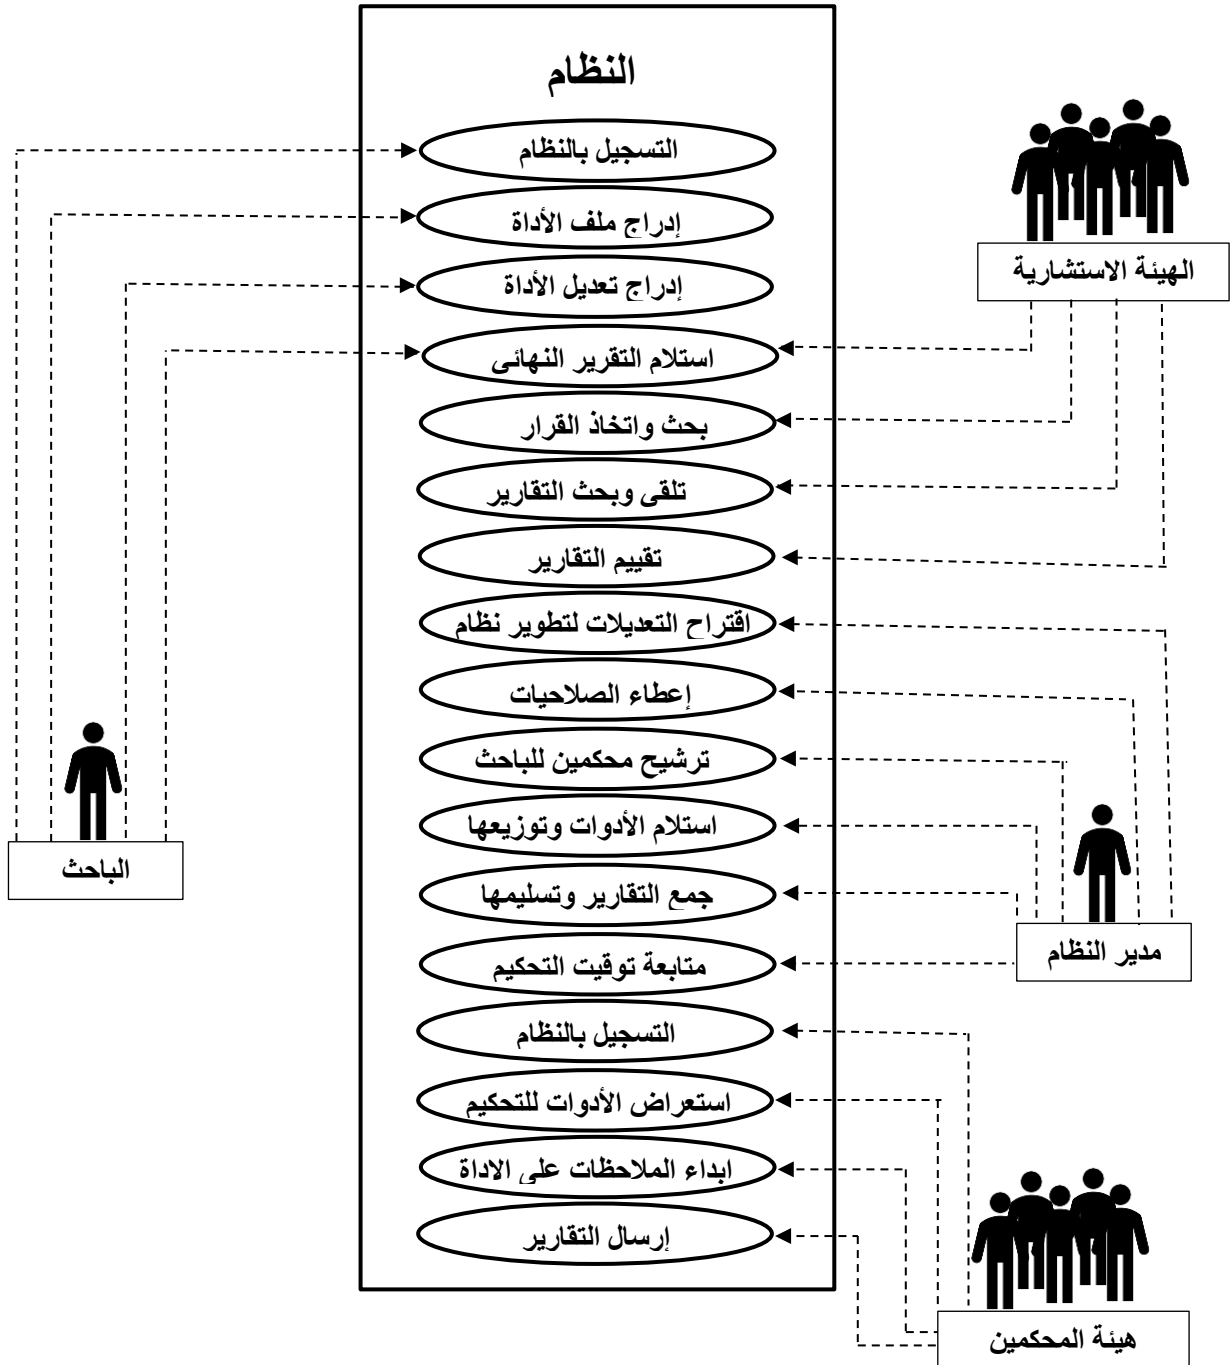 النظام
التسجيل بالنظام
إدراج ملف الأداة
إدراج تعديل الأداة
استلام التقرير النهائى
بحث واتخاذ القرار
تلقى وبحث التقارير
تقييم التقارير
اقتراح التعديلات لتطوير نظام
إعطاء الصلاحيات
ترشيح محكمين للباحث
استلام الأدوات وتوزيعها
جمع التقارير وتسليمها
متابعة توقيت التحكيم
التسجيل بالنظام
استعراض الأدوات للتحكيم
ابداء الملاحظات على الاداة
إرسال التقارير
الهيئة الاستشارية
الباحث
مدير النظام
هيئة المحكمين